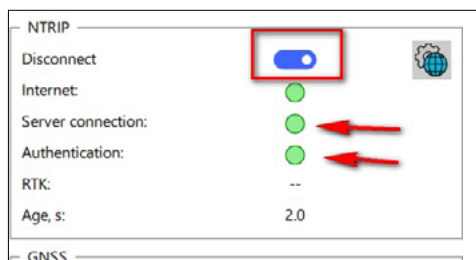 NTRIP
Disconnect
Internet:
Server connection:
Authentication:
RTK: --
Age, s: 2.0
GNSS